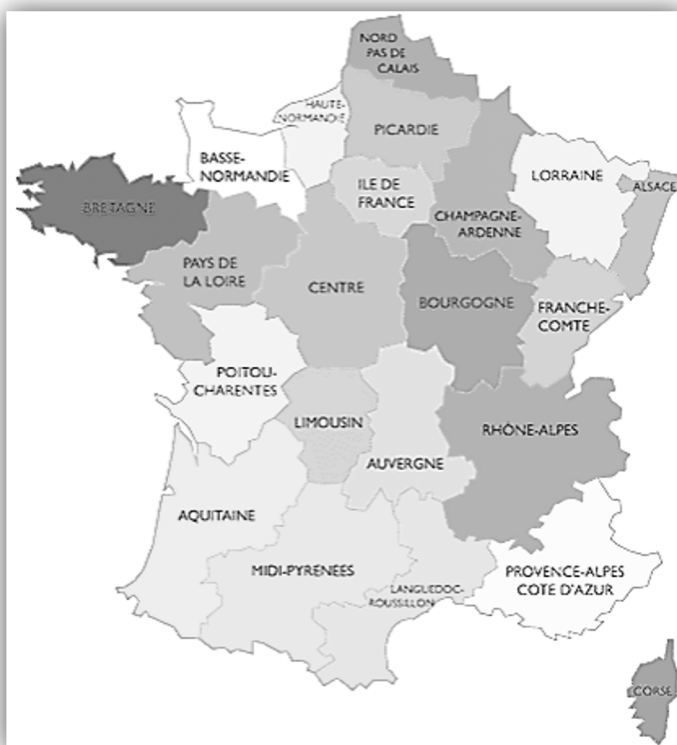 NORD
PAS DE
CALAIS
HAUTE-
NORMANDIE
PICARDIE
BASSE-
NORMANDIE
ILE DE
FRANCE
LORRAINE
ALSACE
BRETAGNE
CHAMPAGNE-
ARDENNE
PAYS DE
LA LOIRE
CENTRE
BOURGOGNE
FRANCHE-
COMTE
POITOU-
CHARENTES
LIMOUSIN
RHÔNE-ALPES
AUVERGNE
AQUITAINE
MIDI-PYRENEES
LANGUEDOC-
ROUSSILLON
PROVENCE-ALPES
COTE D'AZUR
CORSE